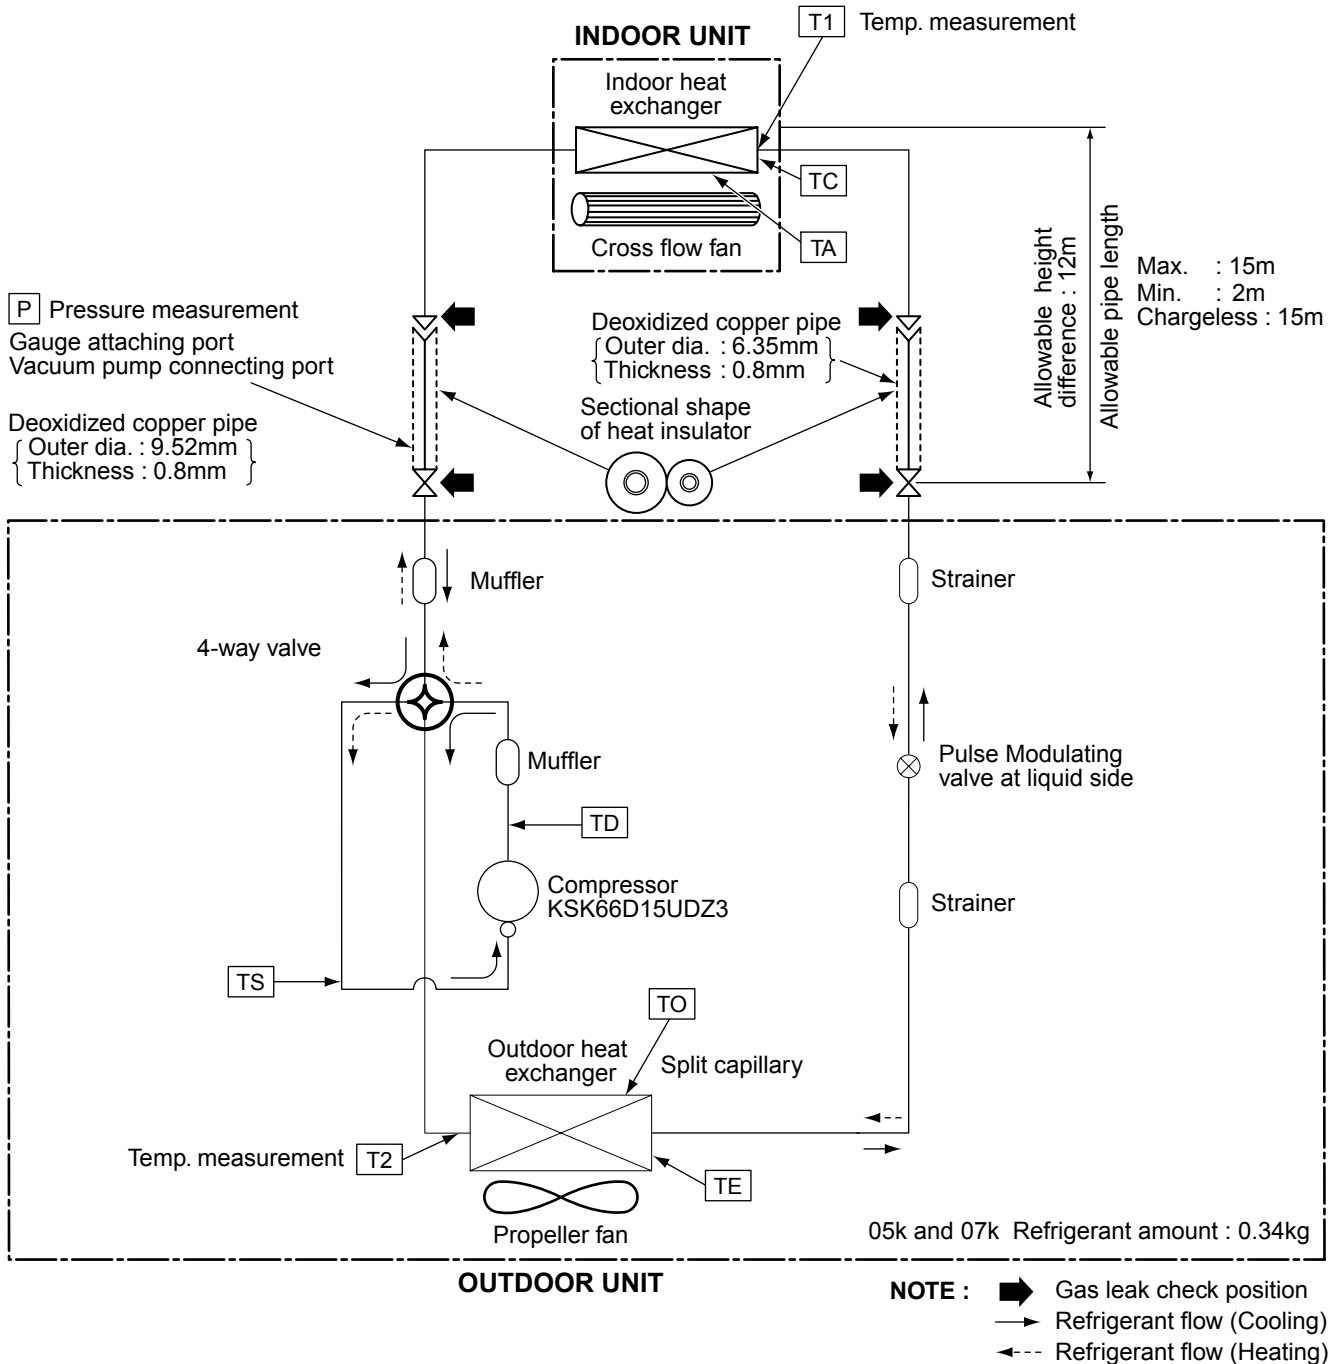 T1 Temp. measurement
INDOOR UNIT
Indoor heat
exchanger
TC
TA
Cross flow fan
Allowable height
difference : 12m
Allowable pipe length
Max. : 15m
Min. : 2m
Chargeless : 15m
P Pressure measurement
Gauge attaching port
Vacuum pump connecting port
Deoxidized copper pipe
Outer dia. : 9.52mm
Thickness : 0.8mm
Deoxidized copper pipe
Outer dia. : 6.35mm
Thickness : 0.8mm
Sectional shape
of heat insulator
Muffler
Strainer
4-way valve
Muffler
Pulse Modulating
valve at liquid side
TD
Compressor
KSK66D15UDZ3
Strainer
TS
TO
Outdoor heat
exchanger
Split capillary
Temp. measurement T2
TE
Propeller fan
05k and 07k Refrigerant amount : 0.34kg
OUTDOOR UNIT
NOTE :
Gas leak check position
Refrigerant flow (Cooling)
Refrigerant flow (Heating)